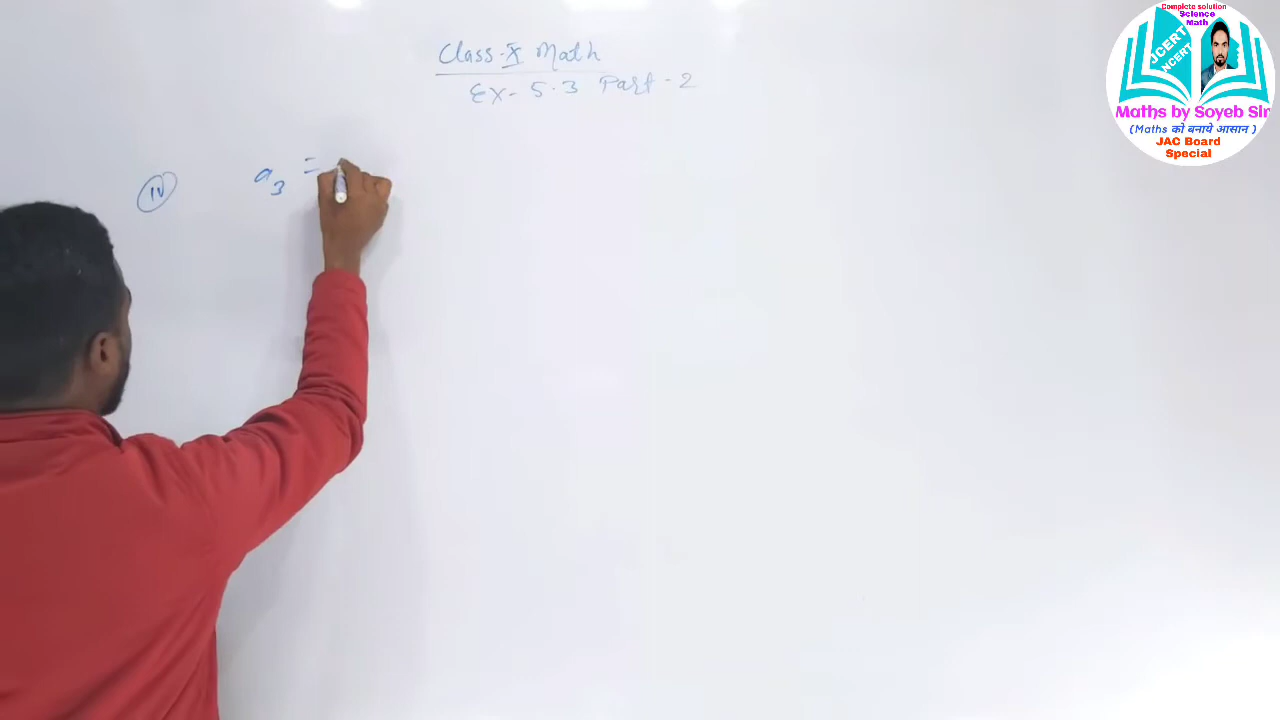 Class-X Math
Ex- 5.3 Part-2
(iv) a3 =
Complete solution
Science
Math
JCERT
NCERT
Maths by Soyeb Sir
(Maths को बनाये आसान )
JAC Board
Special